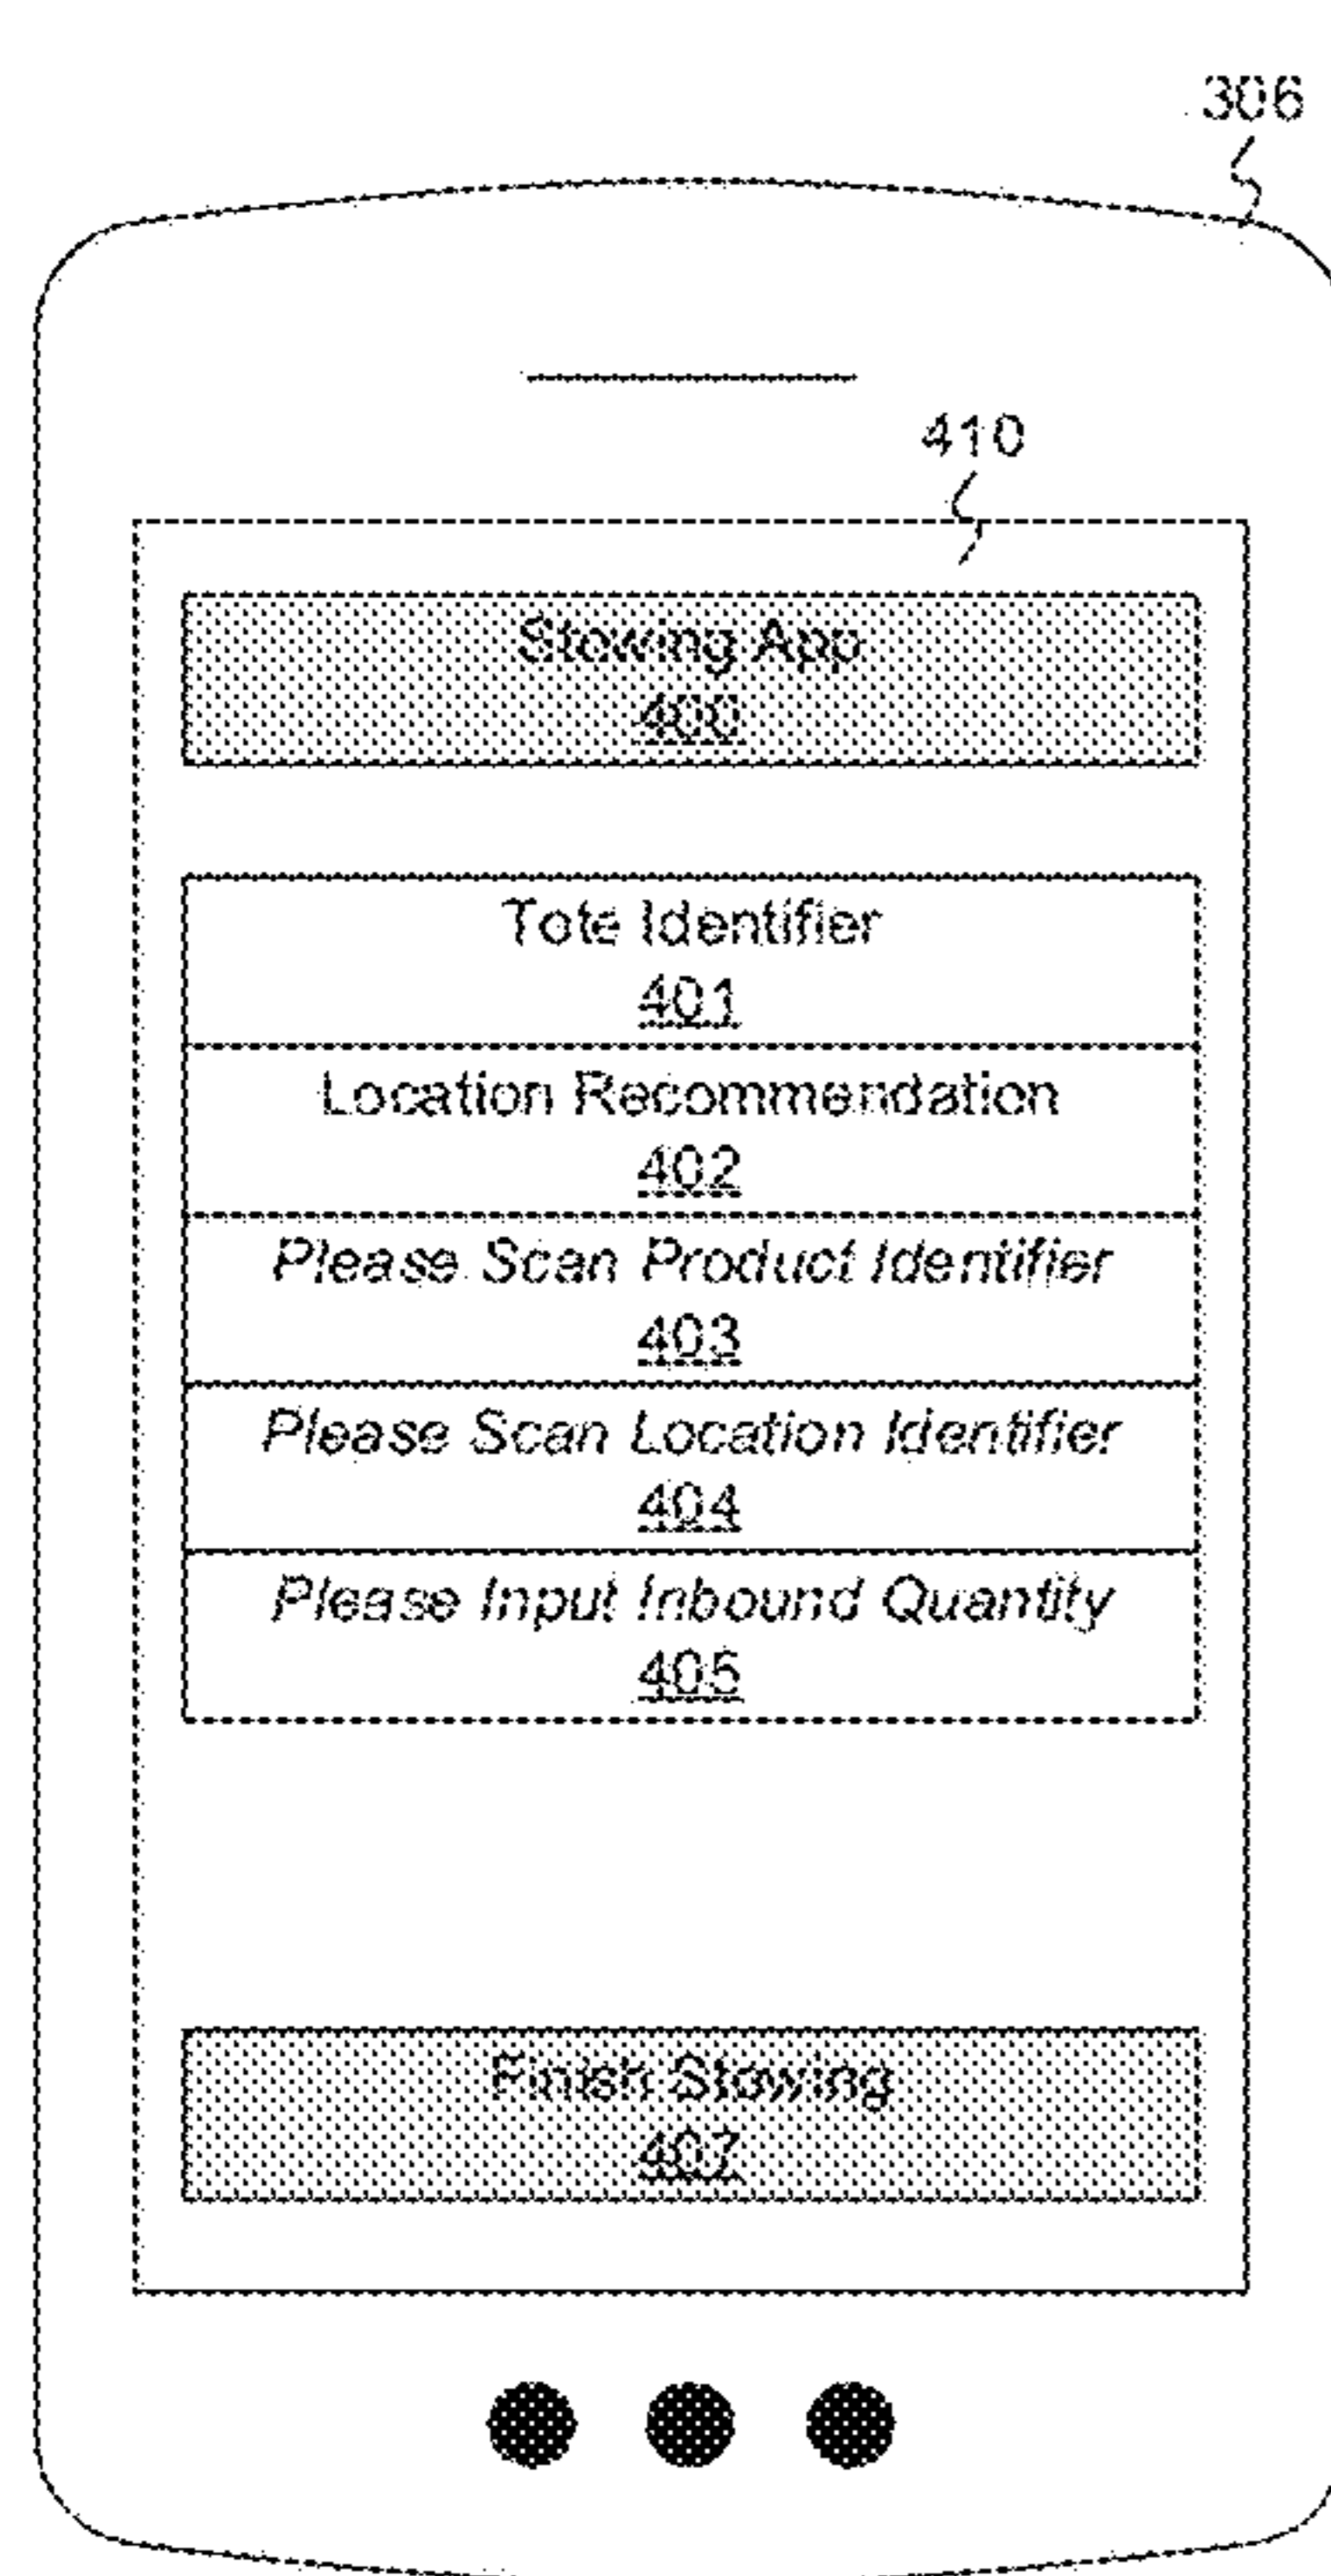 306
410
Stowing App
400
Tote Identifier
401
Location Recommendation
402
Please Scan Product Identifier
403
Please Scan Location Identifier
404
Please Input Inbound Quantity
405
Finish Stowing
407